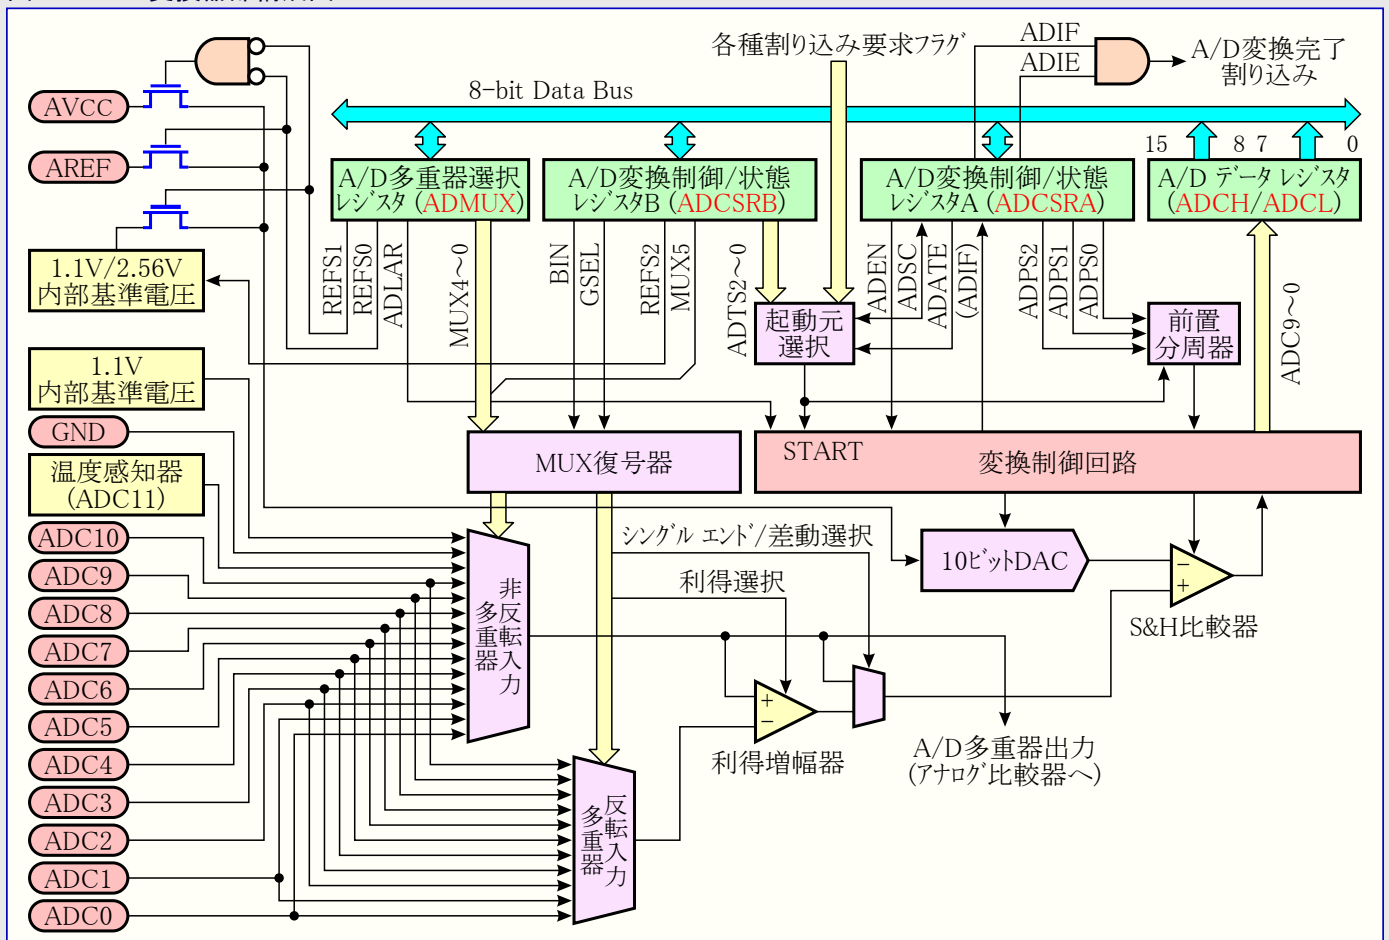 各種割り込み要求フラグ
ADIF
ADIE
A/D変換完了
割り込み
8-bit Data Bus
AVCC
AREF
15
8 7
0
A/D多重器選択
レジスタ (ADMUX)
A/D変換制御/状態
レジスタB (ADCSRB)
A/D変換制御/状態
レジスタA (ADCSRA)
A/D データ レジスタ
(ADCH/ADCL)
1.1V/2.56V
内部基準電圧
REFS1
REFS0
ADLAR
MUX4～0
BIN
GSEL
REFS2
MUX5
ADTS2～0
起動元
選択
ADEN
ADSC
ADATE
(ADIF)
ADPS2
ADPS1
ADPS0
前置
分周器
ADC9～0
1.1V
内部基準電圧
GND
温度感知器
(ADC11)
MUX復号器
START
変換制御回路
ADC10
ADC9
ADC8
ADC7
ADC6
ADC5
ADC4
ADC3
ADC2
ADC1
ADC0
シングル エンド/差動選択
利得選択
10ビットDAC
−
+
S&H比較器
非反転入力
多重器
+
−
利得増幅器
A/D多重器出力
(アナログ比較器へ)
反転入力
多重器